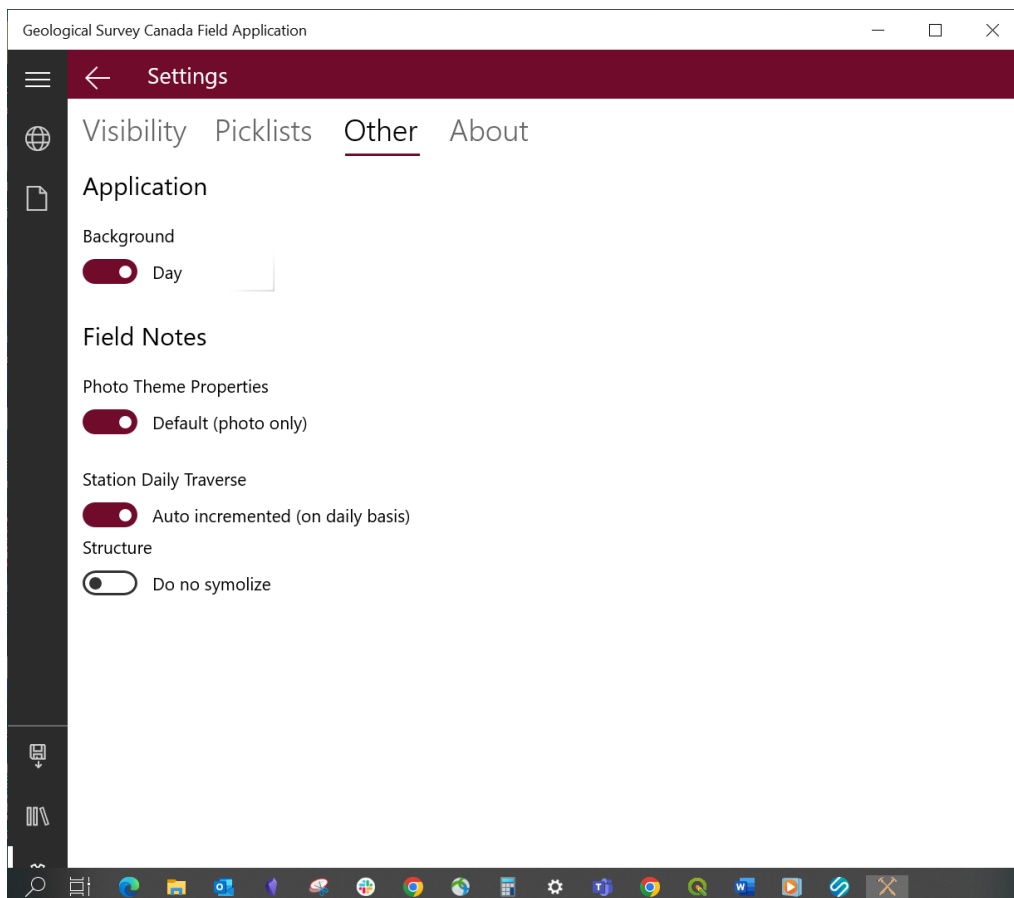 Geological Survey Canada Field Application
Settings
Visibility Picklists Other About
Application
Background
Day
Field Notes
Photo Theme Properties
Default (photo only)
Station Daily Traverse
Auto incremented (on daily basis)
Structure
Do no symolize